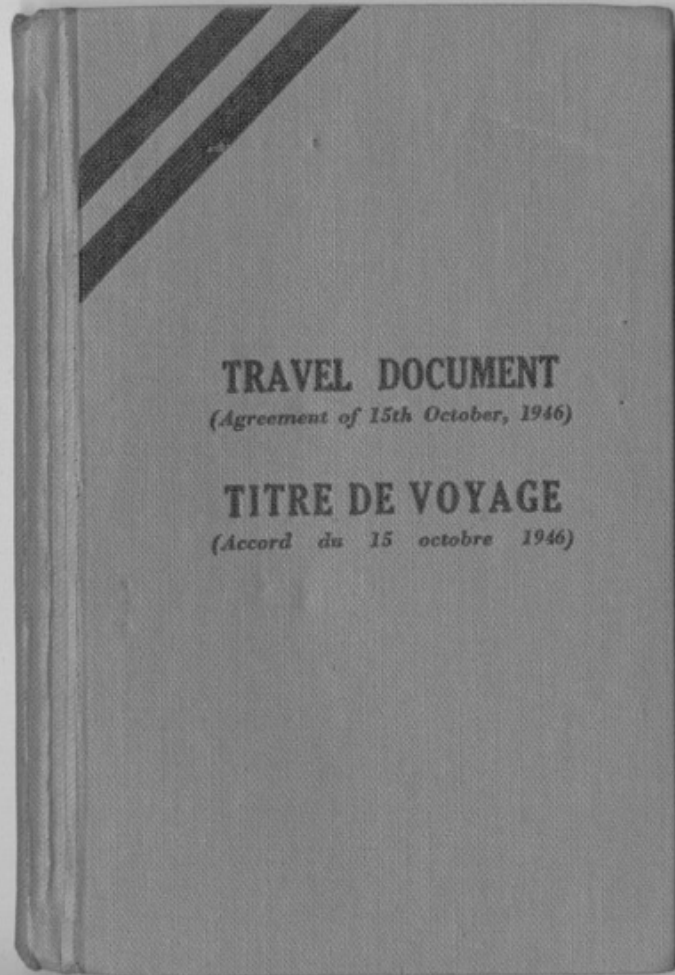 TRAVEL DOCUMENT
(Agreement of 15th October, 1946)
TITRE DE VOYAGE
(Accord du 15 octobre 1946)